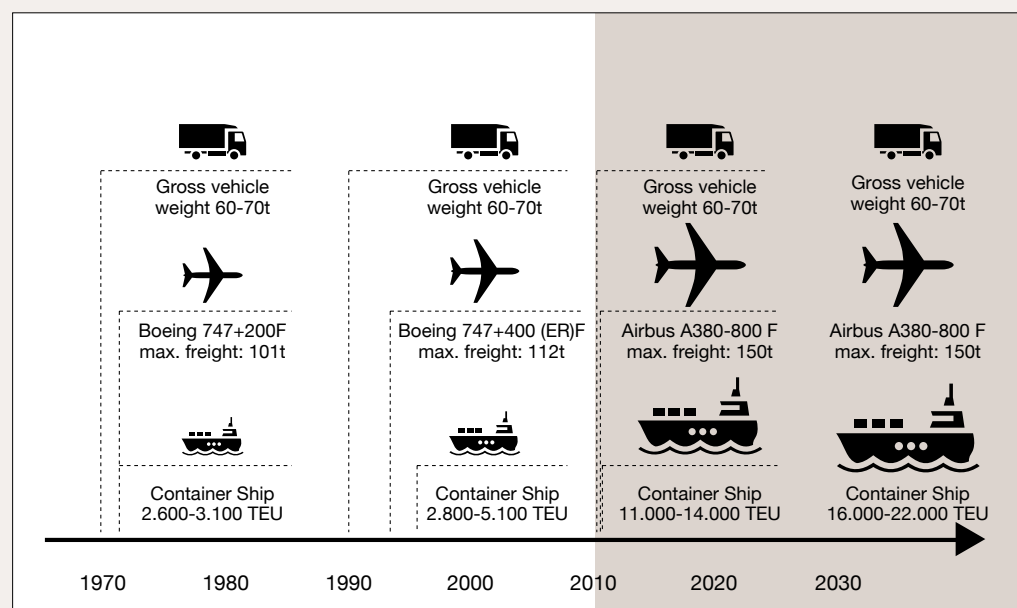 Gross vehicle
weight 60-70t
Gross vehicle
weight 60-70t
Gross vehicle
weight 60-70t
Gross vehicle
weight 60-70t
Boeing 747+200F
max. freight: 101t
Boeing 747+400 (ER)F
max. freight: 112t
Airbus A380-800 F
max. freight: 150t
Airbus A380-800 F
max. freight: 150t
Container Ship
2.600-3.100 TEU
Container Ship
2.800-5.100 TEU
Container Ship
11.000-14.000 TEU
Container Ship
16.000-22.000 TEU
1970 1980 1990 2000 2010 2020 2030